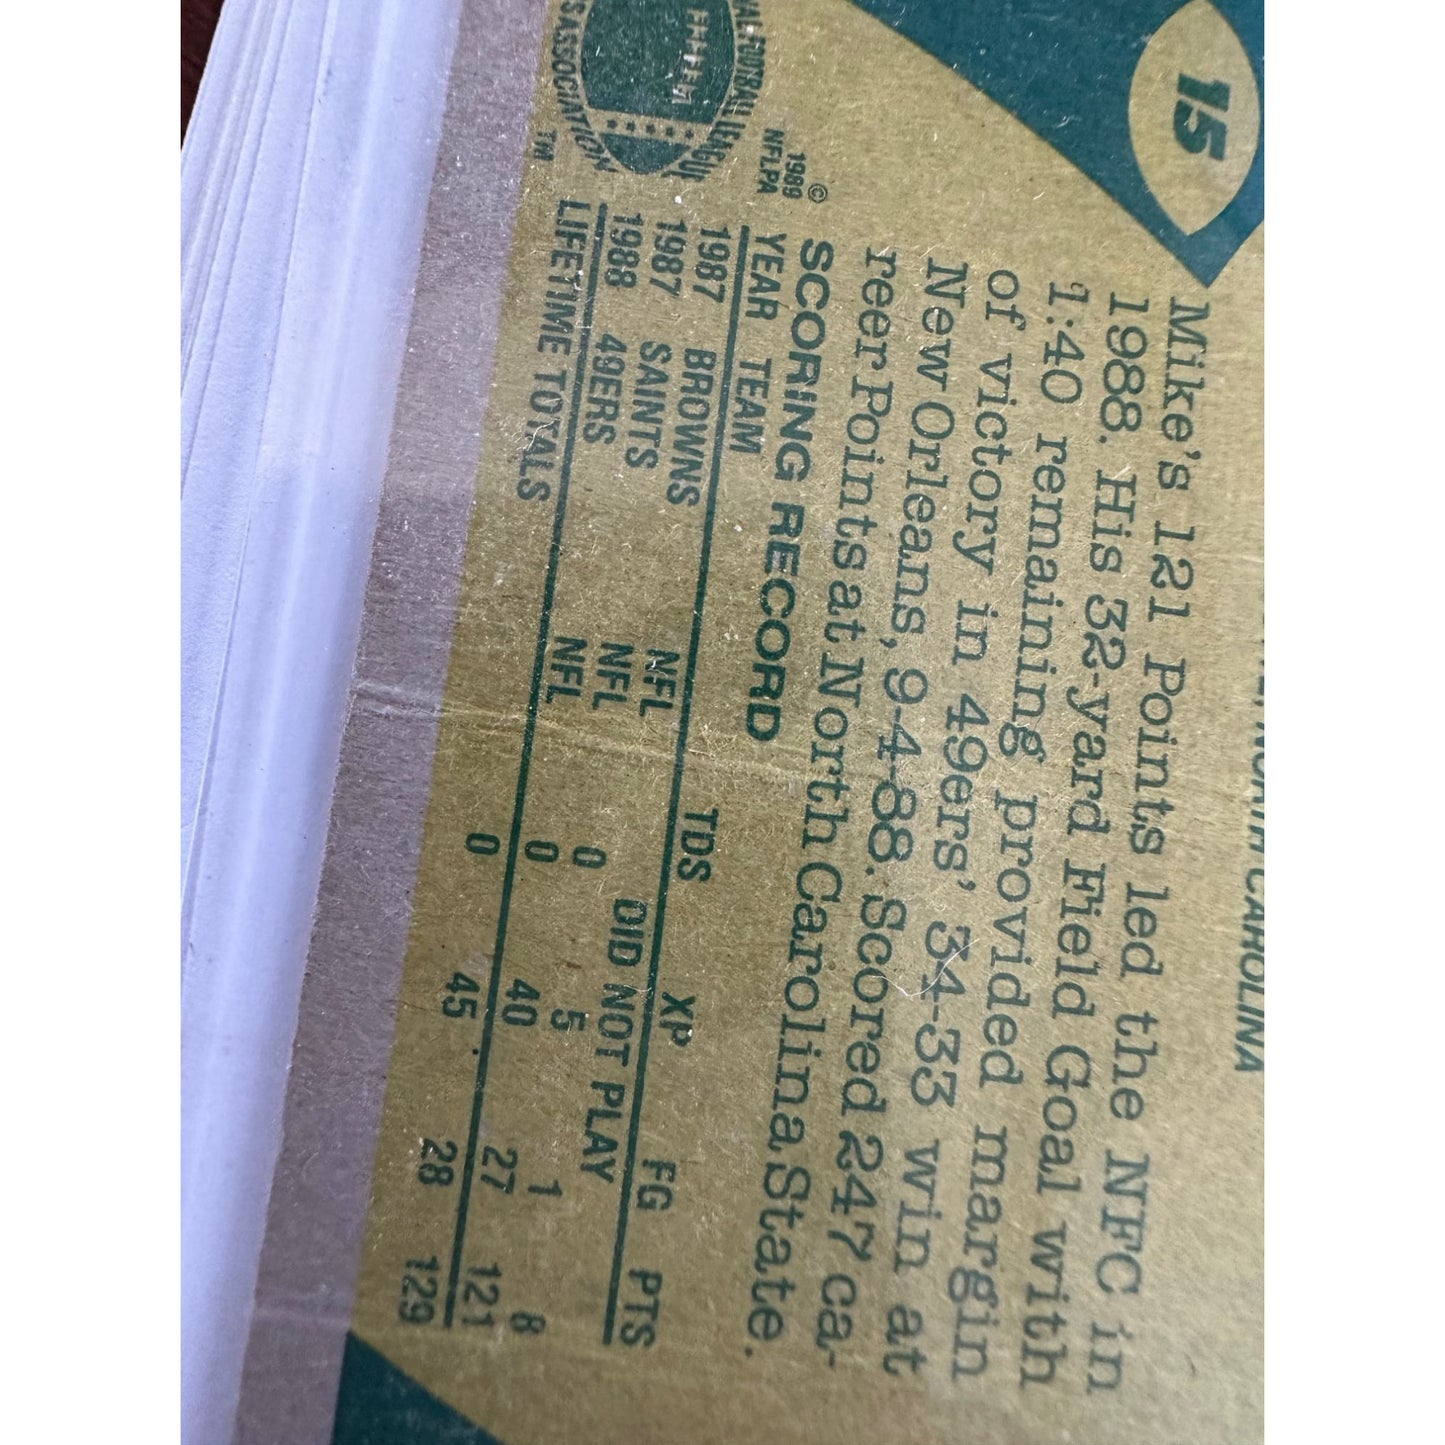 15
CAROLINA
Mike's 121 Points led the NFC in
1988. His 32-yard Field Goal with
1:40 remaining provided margin
of victory in 49ers' 34-33 win at
New Orleans, 9-4-88. Scored 247 ca-
reer Points at North Carolina State.
SCORING RECORD
YEAR TEAM TDS XP FG PTS
1987 BROWNS NFL DID NOT PLAY
1987 SAINTS NFL 0 5 1 8
1988 49ERS NFL 0 40 27 121
LIFETIME TOTALS 0 45 28 129
©
1989
NFLPA
FOOTBALL LEAGUE
ASSOCIATION
TM